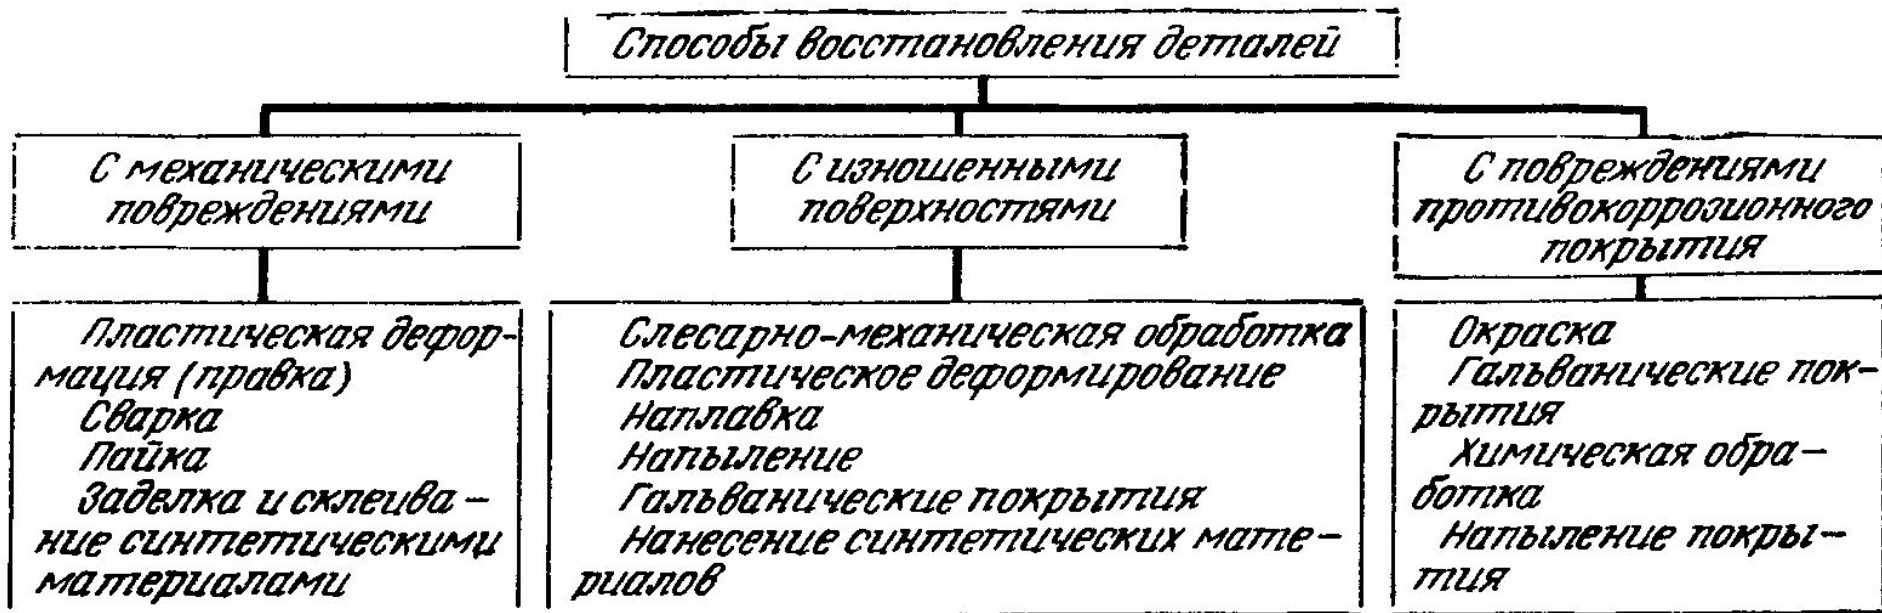 Способы восстановления деталей
С механическими
повреждениями
С изношенными
поверхностями
С повреждениями
противокоррозионного
покрытия
Пластическая дефор-
мация (правка)
Сварка
Пайка
Заделка и склеива-
ние синтетическими
материалами
Слесарно-механическая обработка
Пластическое деформирование
Наплавка
Напыление
Гальванические покрытия
Нанесение синтетических мате-
риалов
Окраска
Гальванические пок-
рытия
Химическая обра-
ботка
Напыление покры-
тия